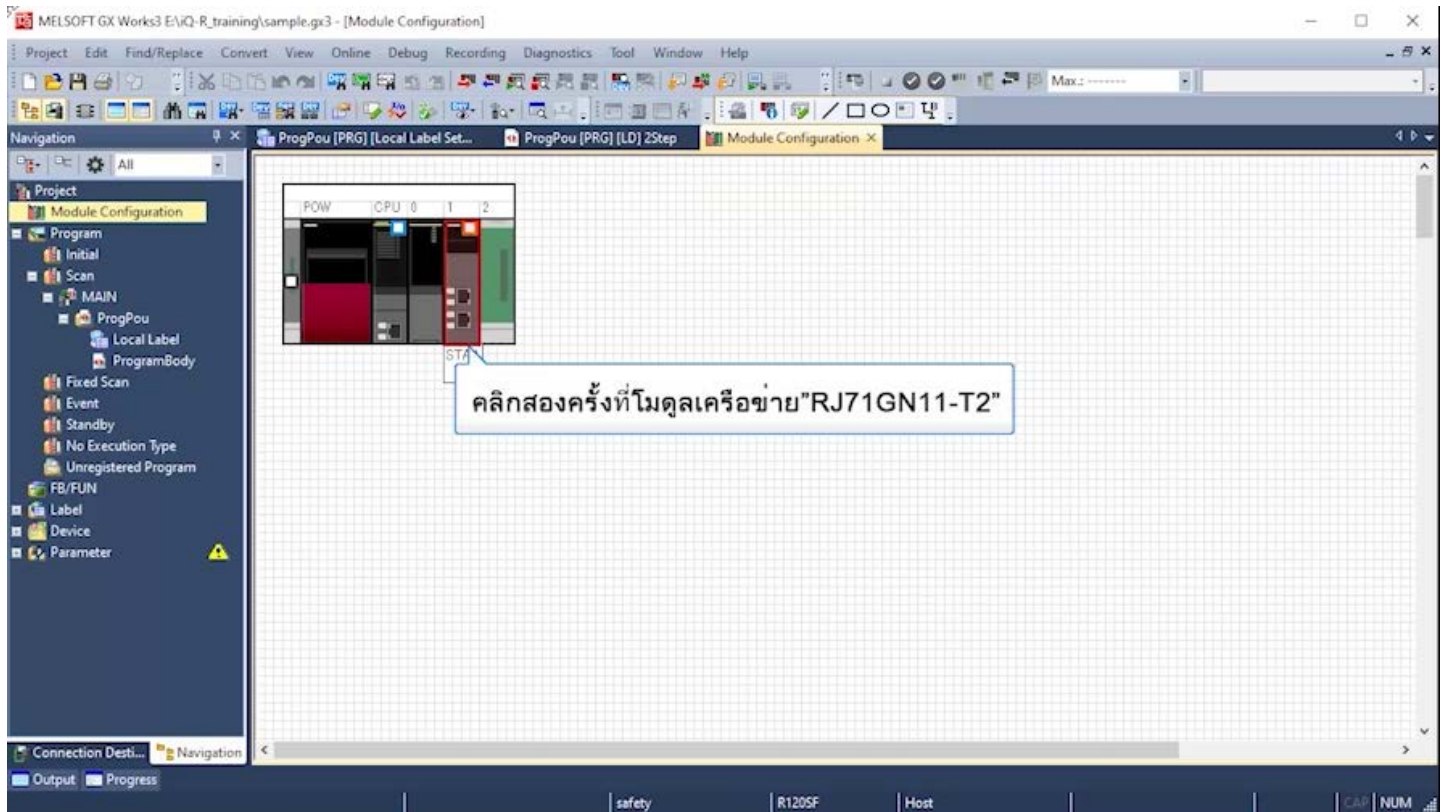 MELSOFT GX Works3 E:\iQ-R_training\sample.gx3 - [Module Configuration]
Project Edit Find/Replace Convert View Online Debug Recording Diagnostics Tool Window Help
Max.: -------
Navigation
ProgPou [PRG] [Local Label Set...
ProgPou [PRG] [LD] 2Step
Module Configuration
All
Project
Module Configuration
Program
Initial
Scan
MAIN
ProgPou
Local Label
ProgramBody
Fixed Scan
Event
Standby
No Execution Type
Unregistered Program
FB/FUN
Label
Device
Parameter
POW CPU 0 1 2
คลิกสองครั้งที่โมดูลเครือข่าย"RJ71GN11-T2"
Connection Desti... Navigation
Output Progress
safety R120SF Host CAP NUM